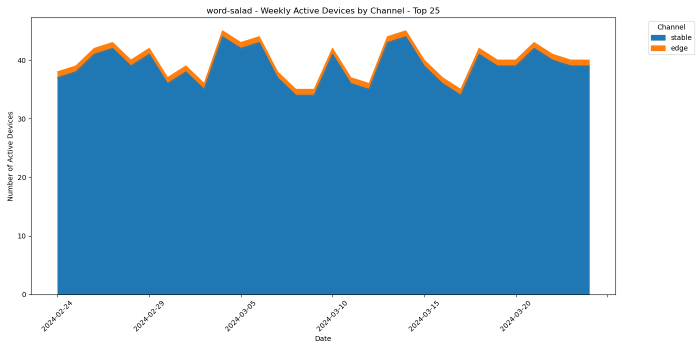 word-salad - Weekly Active Devices by Channel - Top 25
Channel
stable
edge
Number of Active Devices
40
30
20
10
0
2024-02-24
2024-02-29
2024-03-05
2024-03-10
2024-03-15
2024-03-20
Date